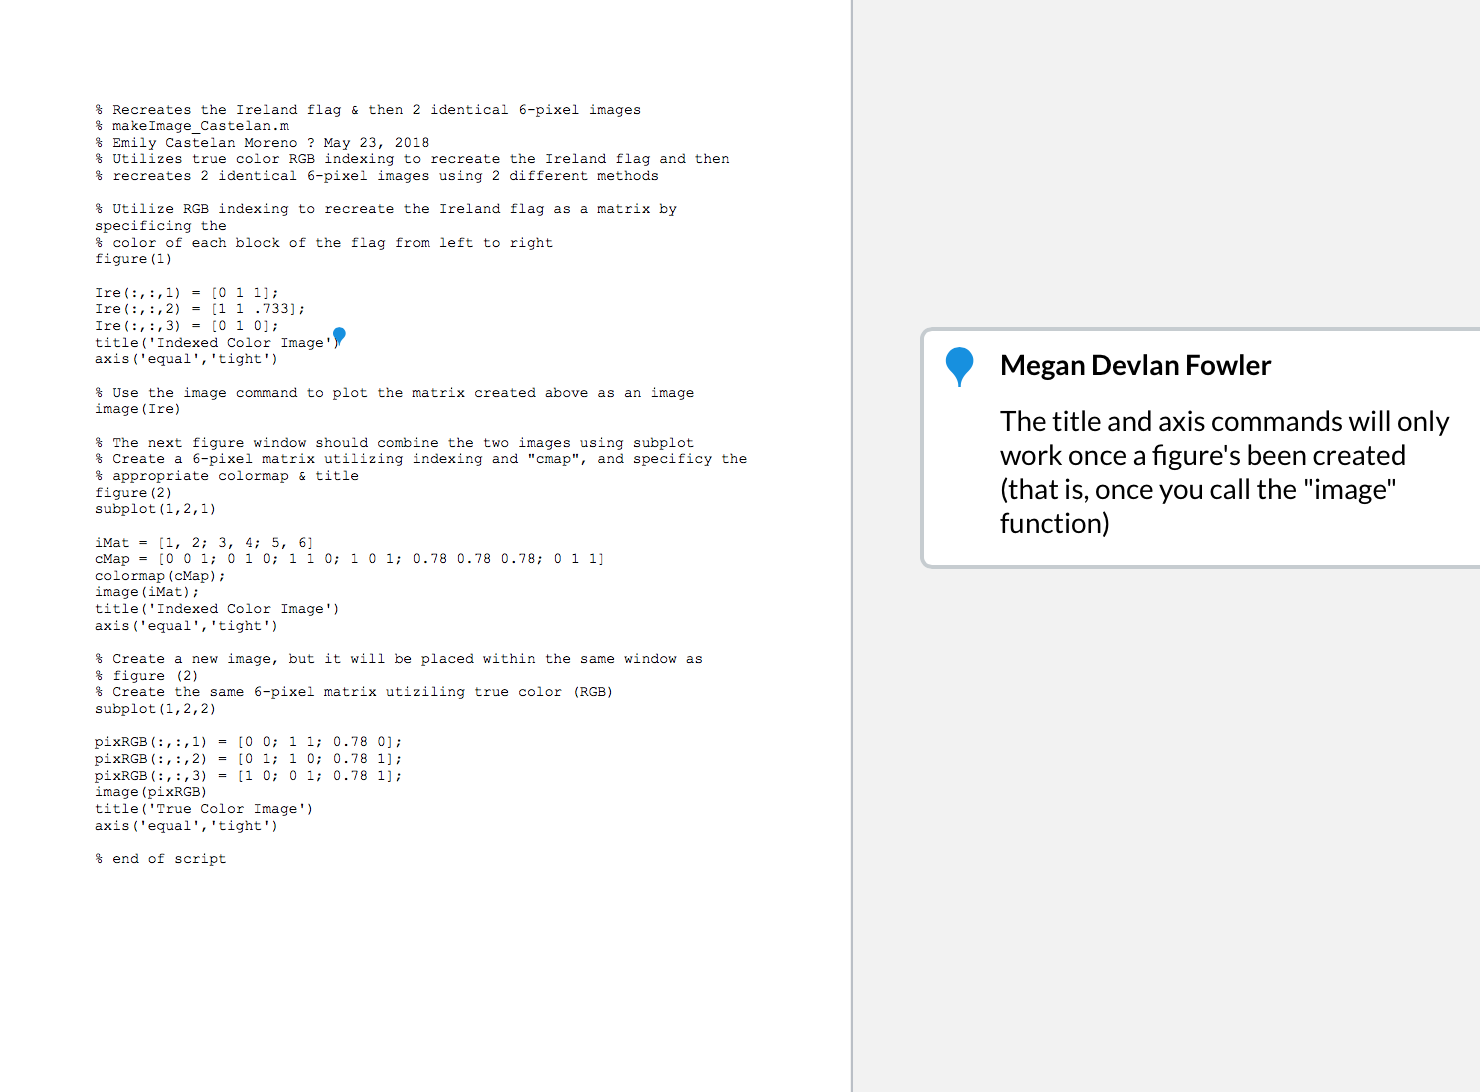 % Recreates the Ireland flag & then 2 identical 6-pixel images
% makeImage_Castelan.m
% Emily Castelan Moreno ? May 23, 2018
% Utilizes true color RGB indexing to recreate the Ireland flag and then
% recreates 2 identical 6-pixel images using 2 different methods
% Utilize RGB indexing to recreate the Ireland flag as a matrix by
specificing the
% color of each block of the flag from left to right
figure(1)
Ire(:,:,1) = [0 1 1];
Ire(:,:,2) = [1 1 .733];
Ire(:,:,3) = [0 1 0];
title('Indexed Color Image')
axis('equal','tight')
% Use the image command to plot the matrix created above as an image
image(Ire)
% The next figure window should combine the two images using subplot
% Create a 6-pixel matrix utilizing indexing and "cmap", and specificy the
% appropriate colormap & title
figure(2)
subplot(1,2,1)
iMat = [1, 2; 3, 4; 5, 6]
cMap = [0 0 1; 0 1 0; 1 1 0; 1 0 1; 0.78 0.78 0.78; 0 1 1]
colormap(cMap);
image(iMat);
title('Indexed Color Image')
axis('equal','tight')
% Create a new image, but it will be placed within the same window as
% figure (2)
% Create the same 6-pixel matrix utiziling true color (RGB)
subplot(1,2,2)
pixRGB(:,:,1) = [0 0; 1 1; 0.78 0];
pixRGB(:,:,2) = [0 1; 1 0; 0.78 1];
pixRGB(:,:,3) = [1 0; 0 1; 0.78 1];
image(pixRGB)
title('True Color Image')
axis('equal','tight')
% end of script
Megan Devlan Fowler
The title and axis commands will only
work once a figure's been created
(that is, once you call the "image"
function)